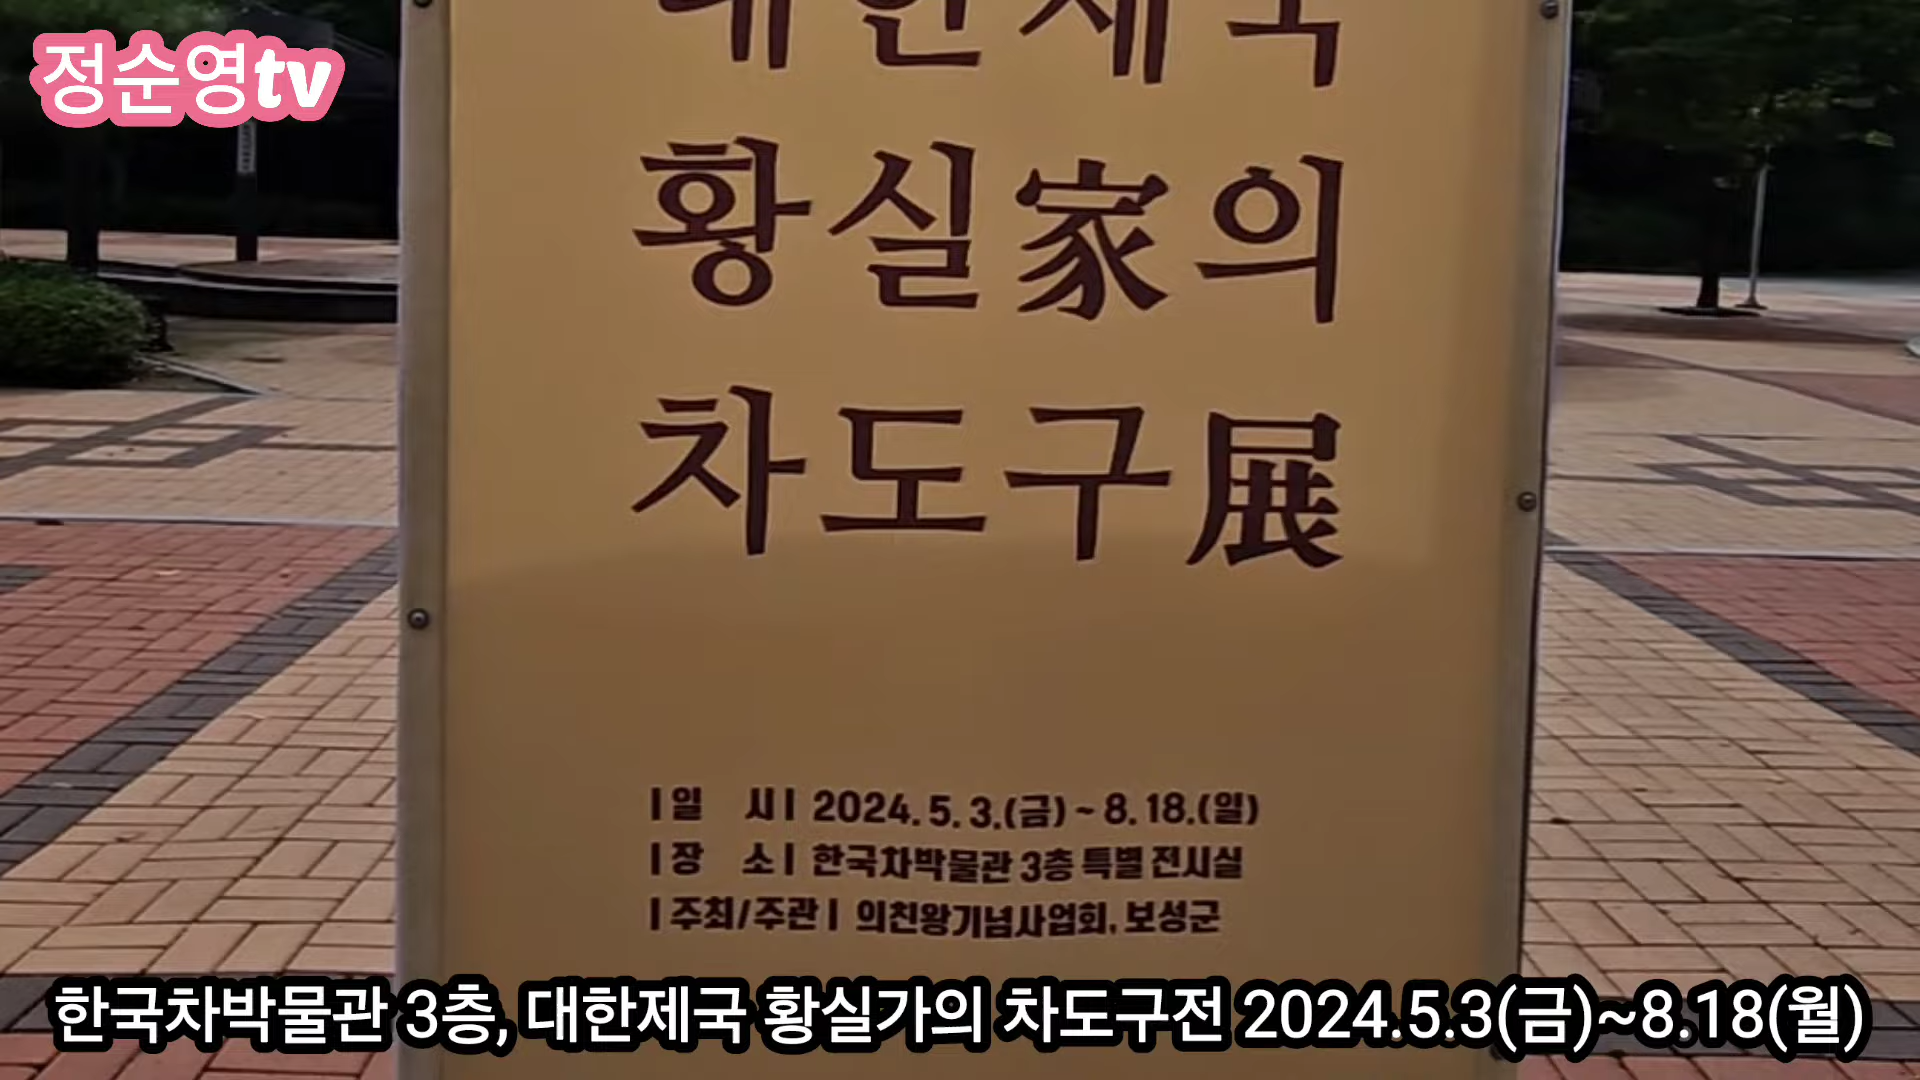 정순영tv
대한제국
황실家의
차도구展
|일 시| 2024. 5. 3.(금) ~ 8. 18.(일)
|장 소| 한국차박물관 3층 특별 전시실
|주최/주관| 의친왕기념사업회, 보성군
한국차박물관 3층, 대한제국 황실가의 차도구전 2024.5.3(금)~8.18(월)